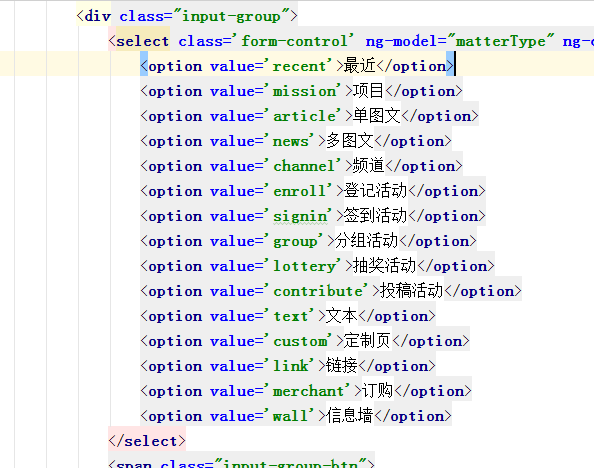 <div class="input-group">
<select class='form-control' ng-model="matterType" ng-c
<option value='recent'>最近</option>
<option value='mission'>项目</option>
<option value='article'>单图文</option>
<option value='news'>多图文</option>
<option value='channel'>频道</option>
<option value='enroll'>登记活动</option>
<option value='signin'>签到活动</option>
<option value='group'>分组活动</option>
<option value='lottery'>抽奖活动</option>
<option value='contribute'>投稿活动</option>
<option value='text'>文本</option>
<option value='custom'>定制页</option>
<option value='link'>链接</option>
<option value='merchant'>订购</option>
<option value='wall'>信息墙</option>
</select>
<span class="input-group-btn">